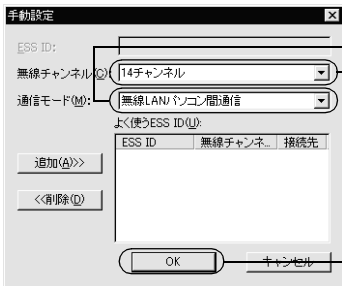 手動設定
ESS ID:
無線チャンネル(C): 14チャンネル
通信モード(M): 無線LANパソコン間通信
よく使うESS ID(U):
ESS ID 無線チャンネ... 接続先
追加(A)>>
<<削除(D)
OK キャンセル